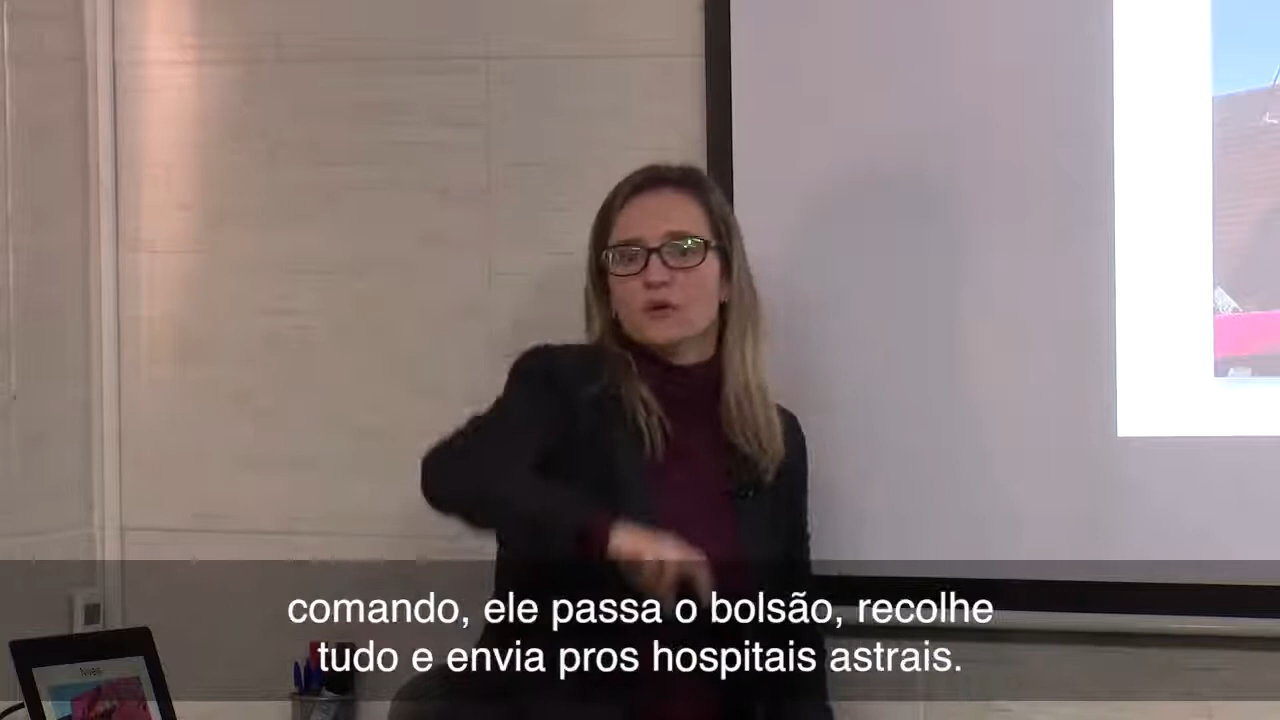 comando, ele passa o bolsão, recolhe
tudo e envia pros hospitais astrais.